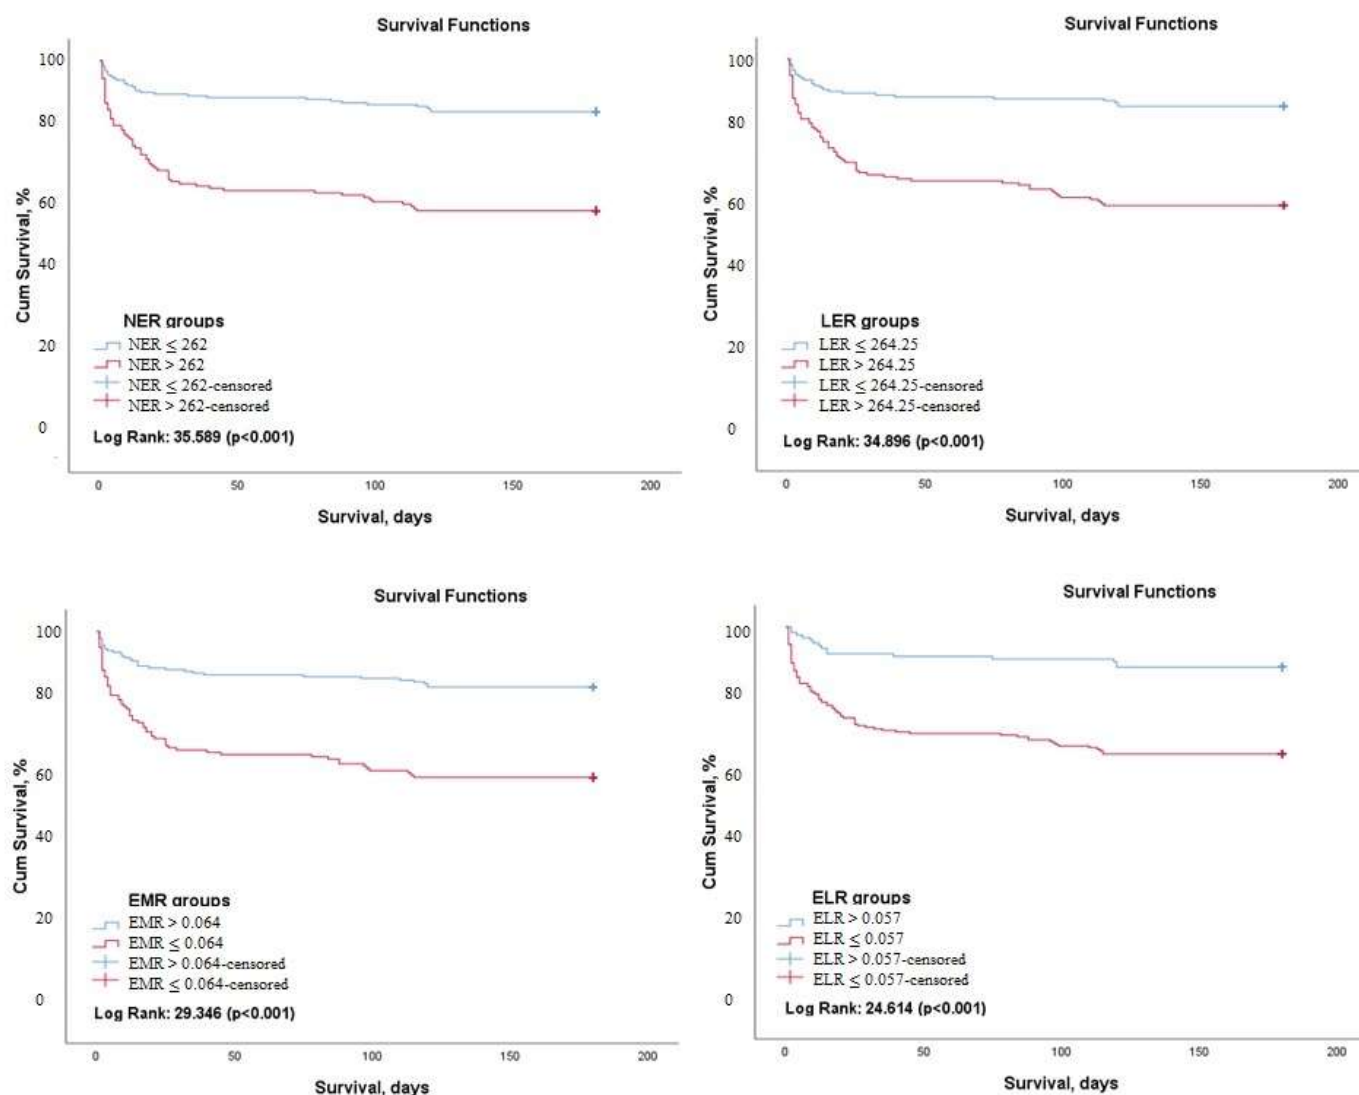 Survival Functions
100
80
60
40
20
0
Cum Survival, %
NER groups
NER ≤ 262
NER > 262
NER ≤ 262-censored
NER > 262-censored
Log Rank: 35.589 (p<0.001)
0 50 100 150 200
Survival, days
Survival Functions
100
80
60
40
20
0
Cum Survival, %
LER groups
LER ≤ 264.25
LER > 264.25
LER ≤ 264.25-censored
LER > 264.25-censored
Log Rank: 34.896 (p<0.001)
0 50 100 150 200
Survival, days
Survival Functions
100
80
60
40
20
0
Cum Survival, %
EMR groups
EMR > 0.064
EMR ≤ 0.064
EMR > 0.064-censored
EMR ≤ 0.064-censored
Log Rank: 29.346 (p<0.001)
0 50 100 150 200
Survival, days
Survival Functions
100
80
60
40
20
0
Cum Survival, %
ELR groups
ELR > 0.057
ELR ≤ 0.057
ELR > 0.057-censored
ELR ≤ 0.057-censored
Log Rank: 24.614 (p<0.001)
0 50 100 150 200
Survival, days